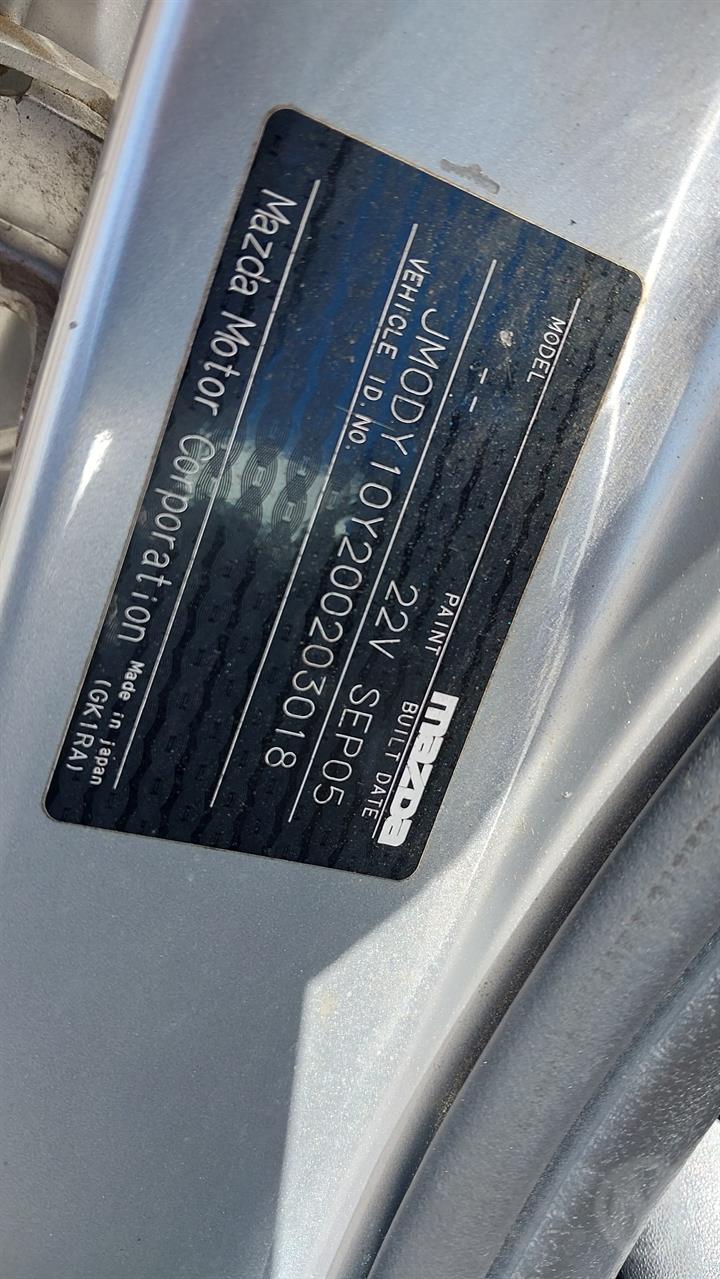 mazda
MODEL PAINT BUILT DATE
-- 22V SEP05
VEHICLE ID.NO.
JM0DY10Y200203018
Mazda Motor Corporation Made in japan
(GK1RA)